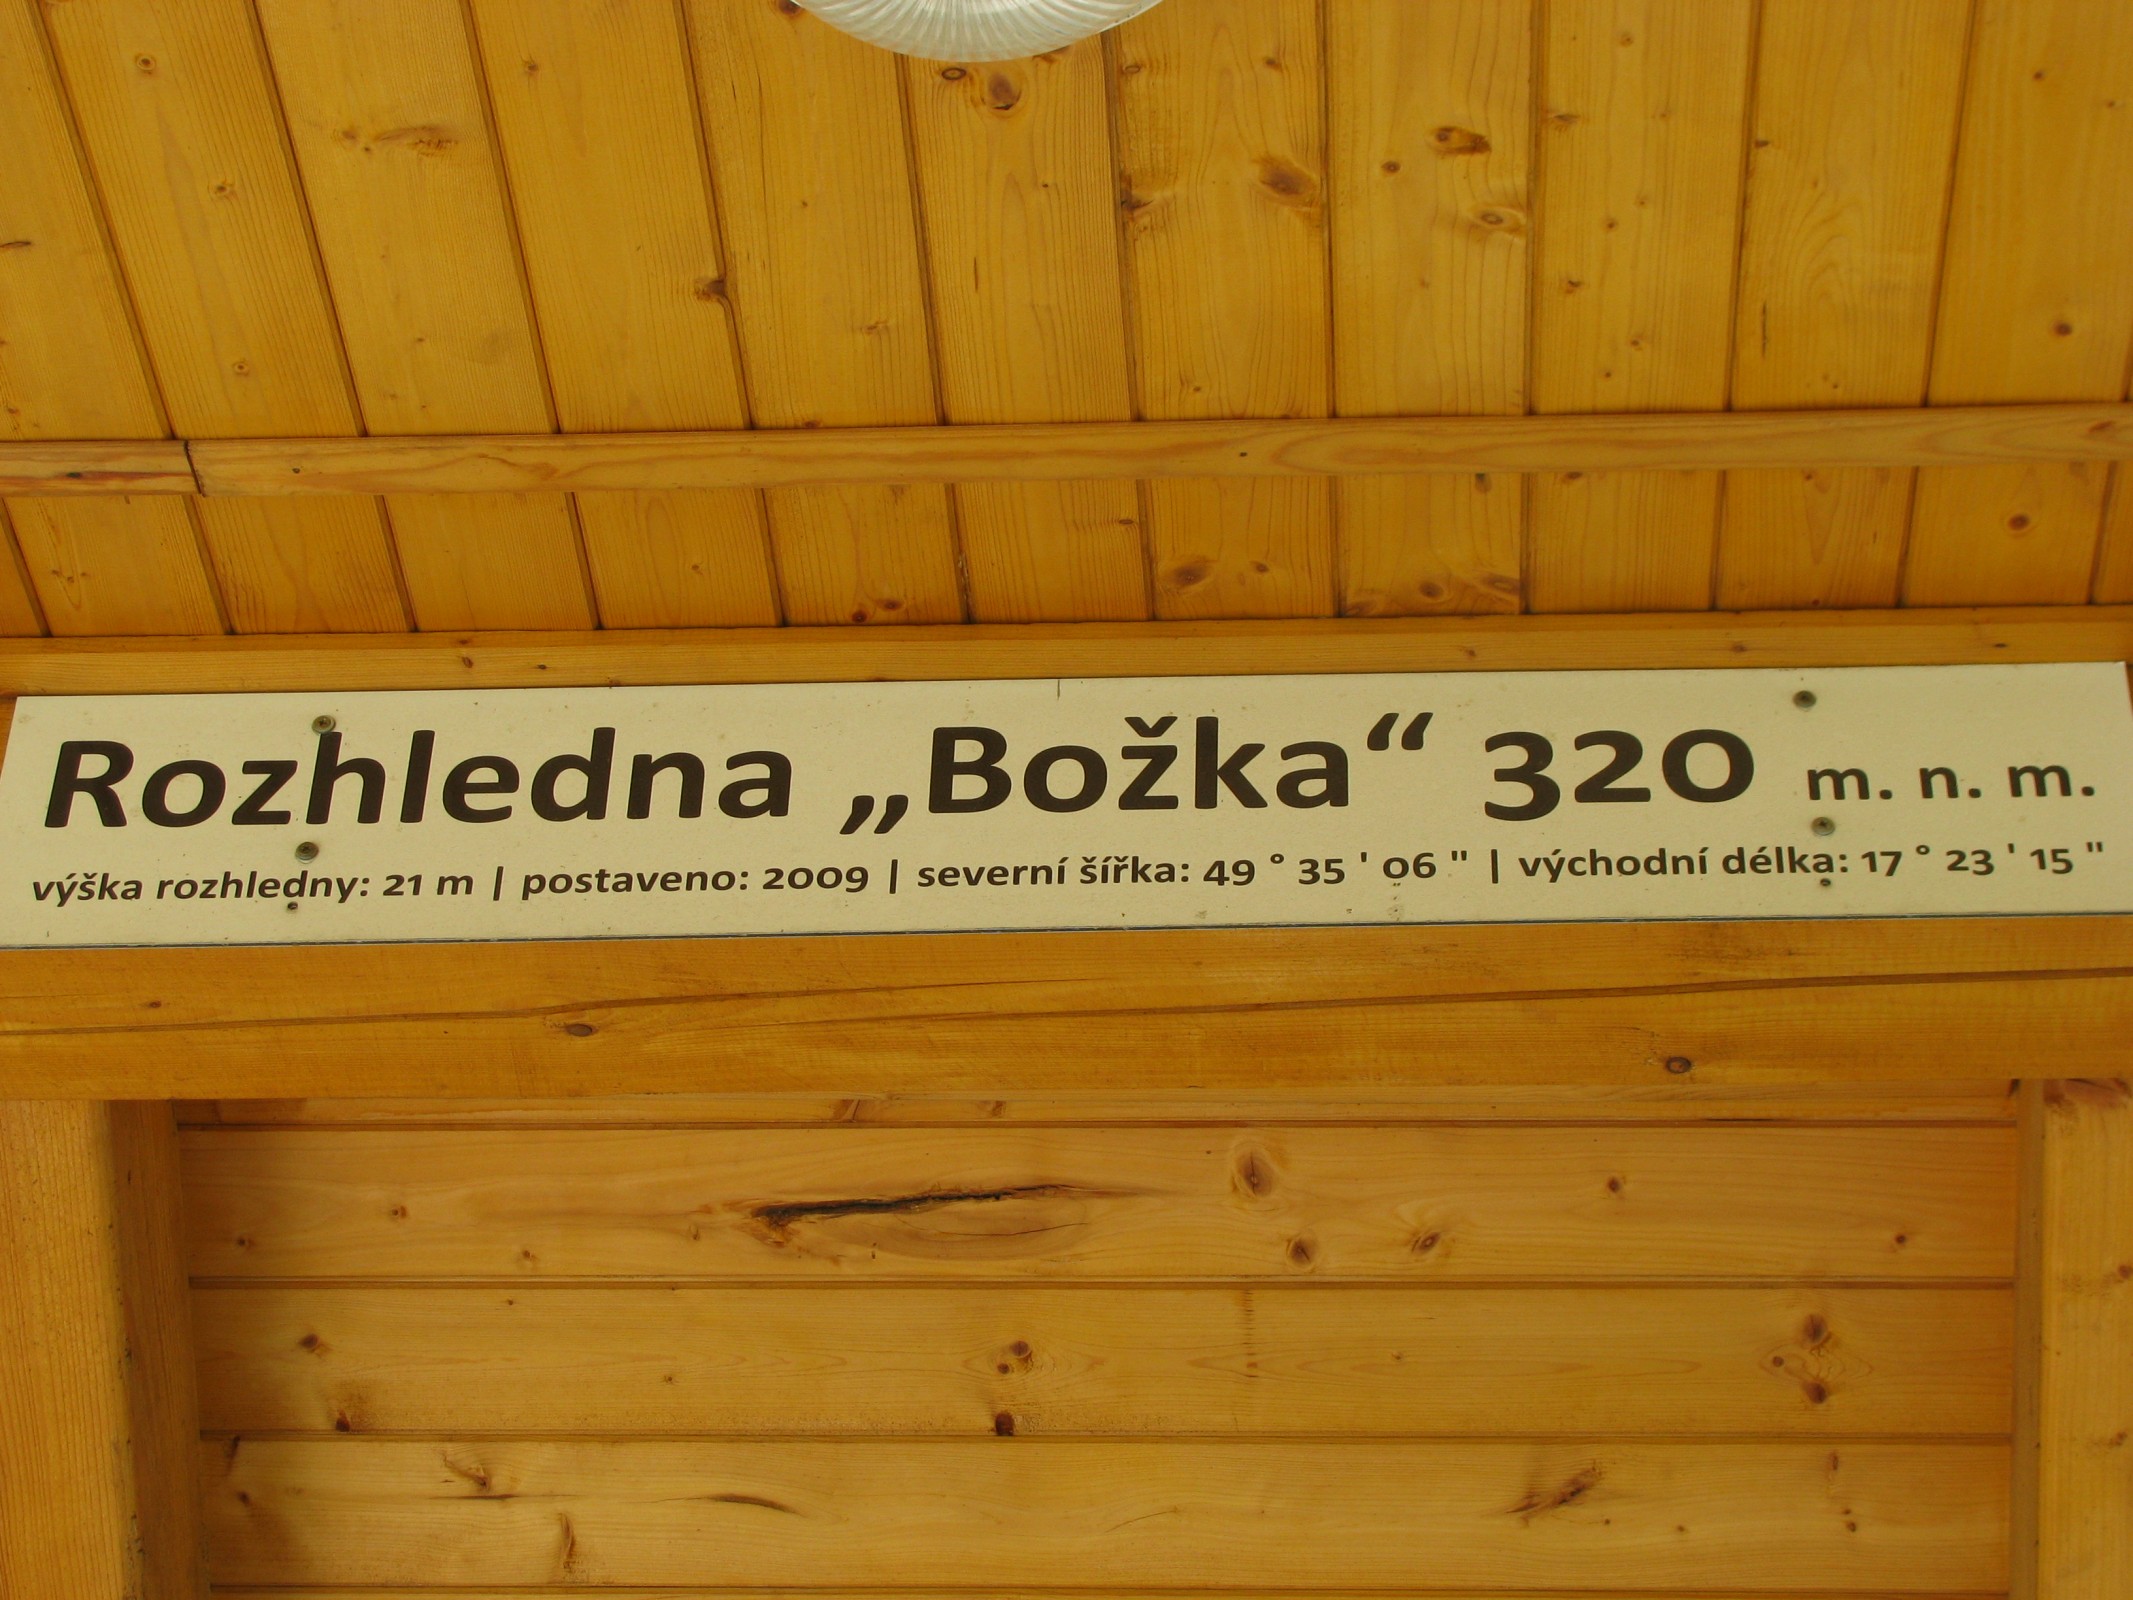 Rozhledna „Božka“ 320 m. n. m.
výška rozhledny: 21 m | postaveno: 2009 | severní šířka: 49 ° 35 ' 06 " | východní délka: 17 ° 23 ' 15 "